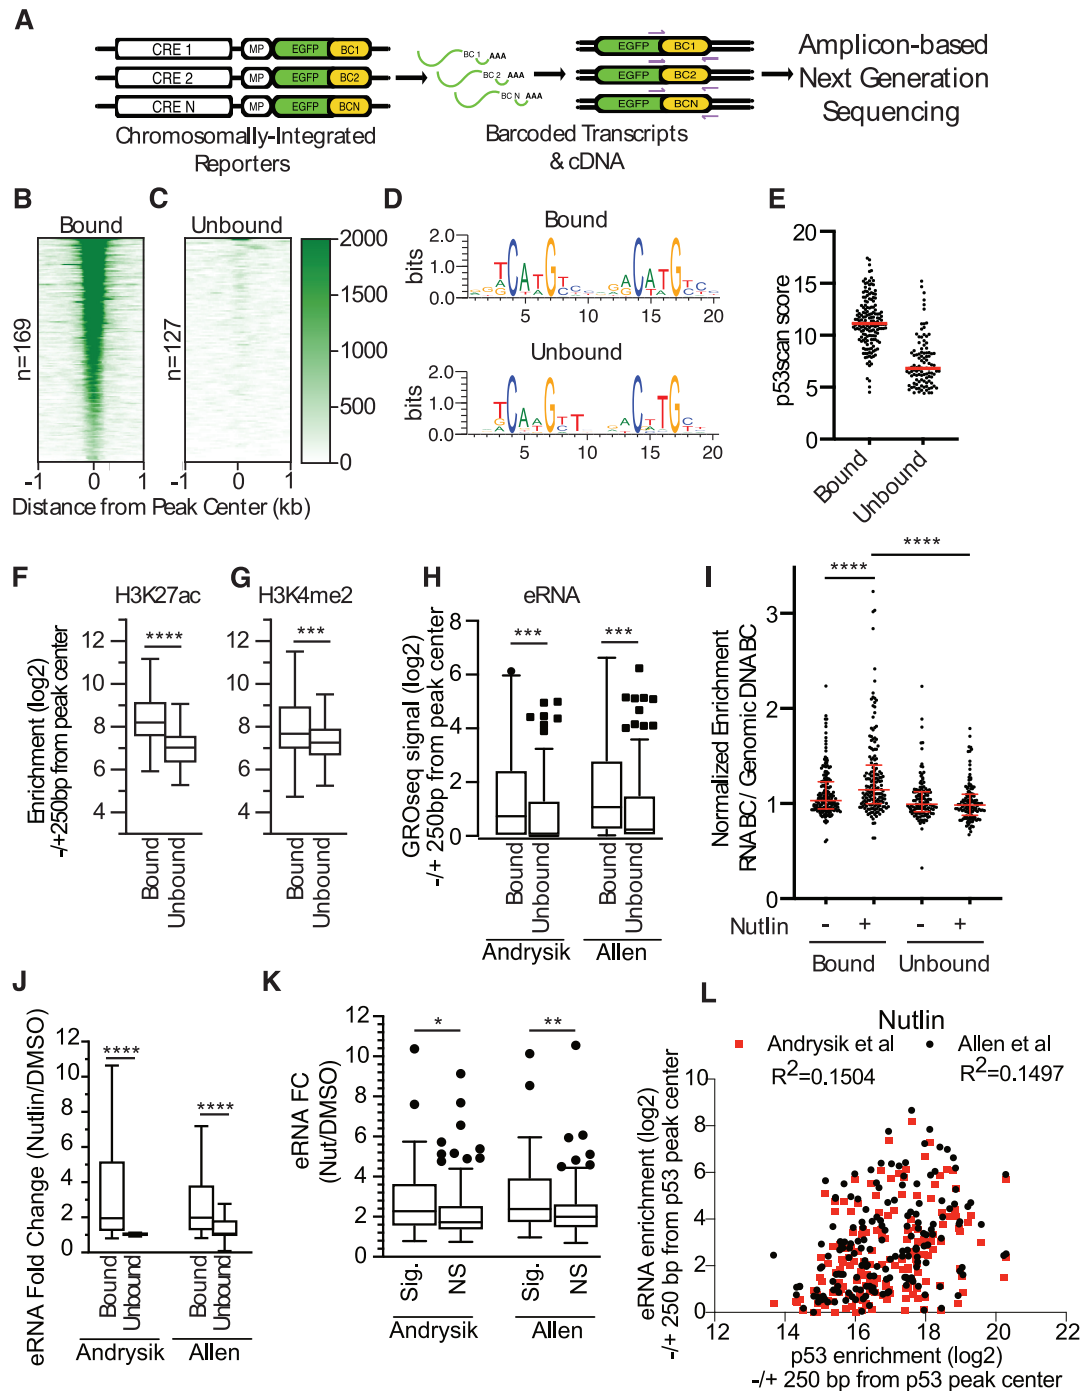 A
CRE 1 MP EGFP BC1
CRE 2 MP EGFP BC2
CRE N MP EGFP BCN
Chromosomally-Integrated
Reporters
BC 1 AAA
BC 2 AAA
BC N AAA
EGFP BC1
EGFP BC2
EGFP BCN
Barcoded Transcripts
& cDNA
Amplicon-based
Next Generation
Sequencing
B
Bound
n=169
-1 0 1
C
Unbound
n=127
-1 0 1
2000
1500
1000
500
0
Distance from Peak Center (kb)
D
Bound
bits
2.0
1.0
0.0
5 10 15 20
Unbound
bits
2.0
1.0
0.0
5 10 15 20
E
p53scan score
20
15
10
5
0
Bound
Unbound
F
H3K27ac
****
Enrichment (log2)
-/+250bp from peak center
12
10
8
6
4
Bound
Unbound
G
H3K4me2
***
12
10
8
6
4
Bound
Unbound
H
eRNA
*** ***
GROseq signal (log2)
-/+ 250bp from peak center
8
6
4
2
0
Bound
Unbound
Bound
Unbound
Andrysik Allen
I
****
****
Normalized Enrichment
RNA BC/ Genomic DNA BC
3
2
1
0
Nutlin - + - +
Bound Unbound
J
eRNA Fold Change (Nutlin/DMSO)
12
10
8
6
4
2
0
****
****
Bound
Unbound
Bound
Unbound
Andrysik Allen
K
eRNA FC
(Nut/DMSO)
12
10
8
6
4
2
0
* **
Sig.
NS
Sig.
NS
Andrysik Allen
L
Nutlin
Andrysik et al
R2=0.1504
Allen et al
R2=0.1497
eRNA enrichment (log2)
-/+ 250 bp from p53 peak center
10
8
6
4
2
0
12 14 16 18 20 22
p53 enrichment (log2)
-/+ 250 bp from p53 peak center